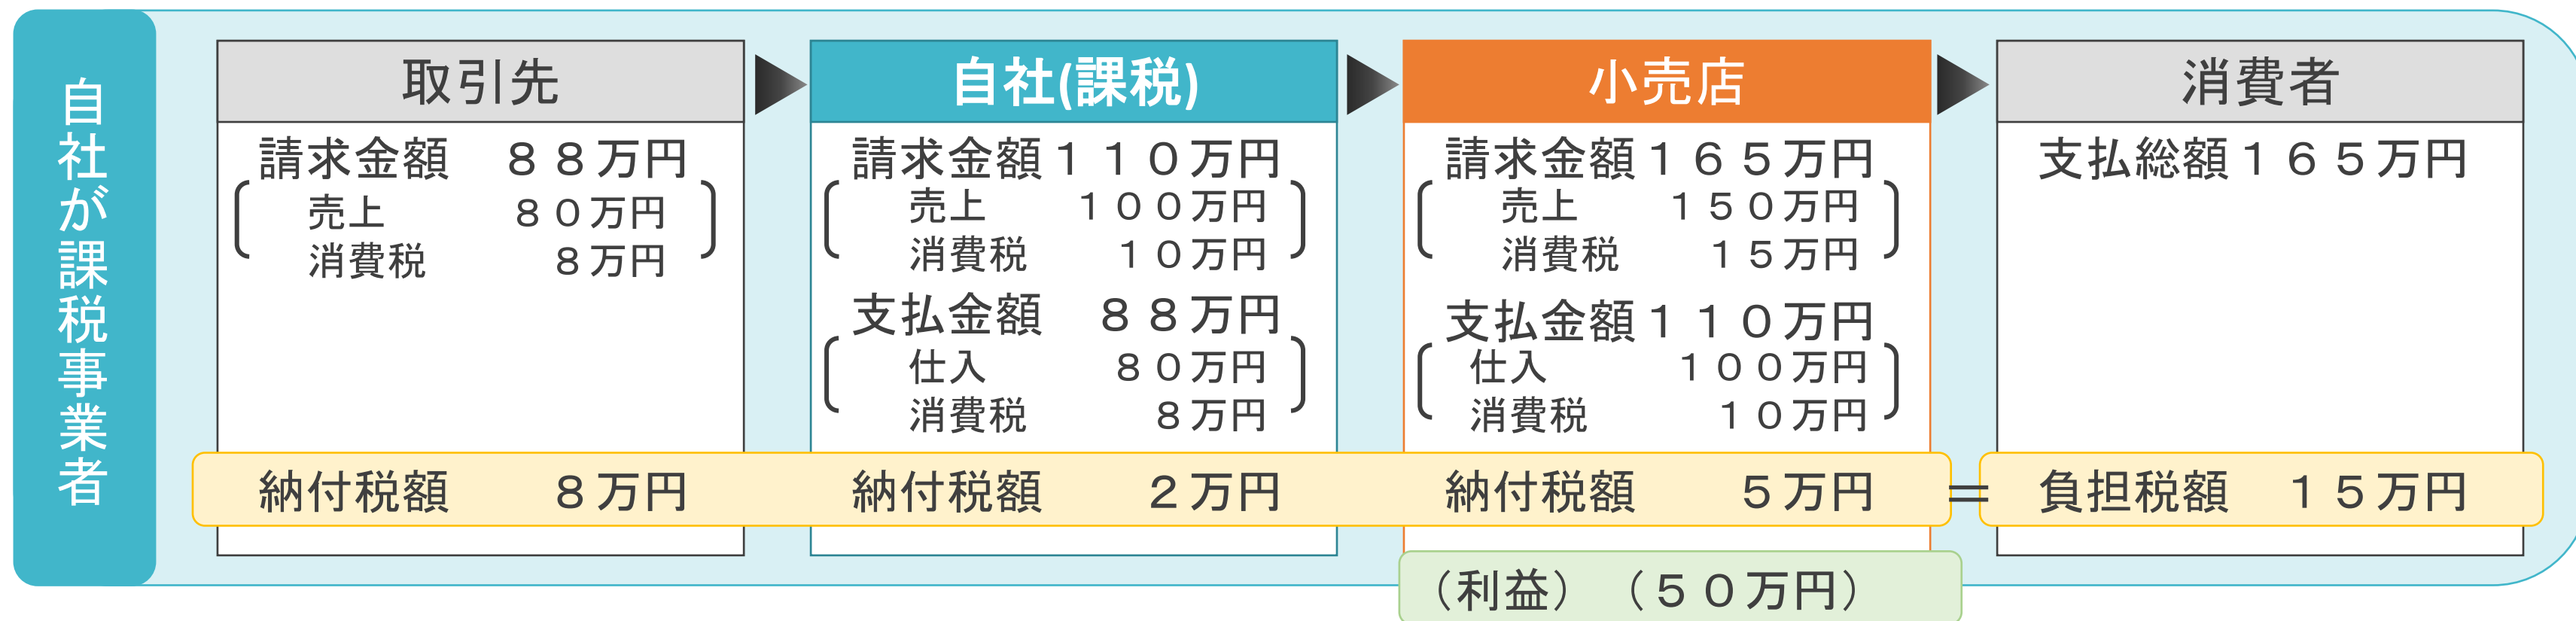 自社が課税事業者
取引先
請求金額 ８８万円
売上 ８０万円
消費税 ８万円
納付税額 ８万円
自社(課税)
請求金額１１０万円
売上 １００万円
消費税 １０万円
支払金額 ８８万円
仕入 ８０万円
消費税 ８万円
納付税額 ２万円
小売店
請求金額１６５万円
売上 １５０万円
消費税 １５万円
支払金額１１０万円
仕入 １００万円
消費税 １０万円
納付税額 ５万円
（利益）（５０万円）
＝
消費者
支払総額１６５万円
負担税額 １５万円